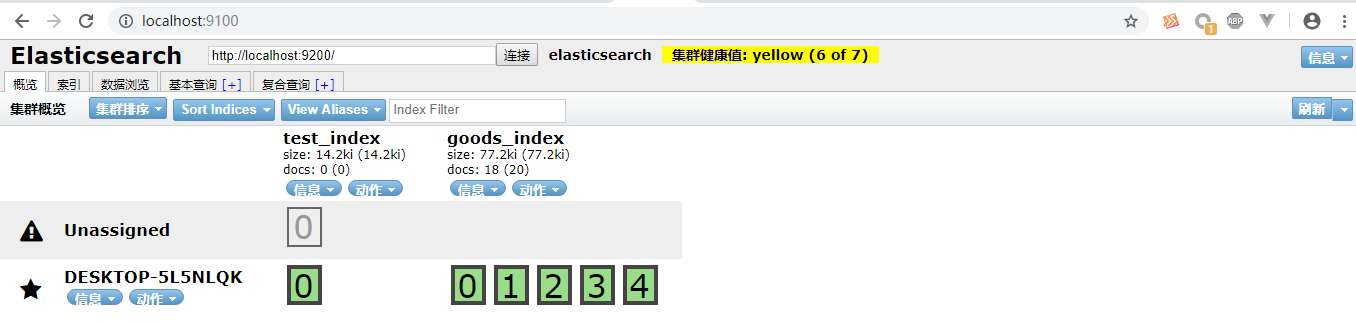 localhost:9100
ABP
1
Elasticsearch http://localhost:9200/ 连接 elasticsearch 集群健康值: yellow (6 of 7) 信息
概览 索引 数据浏览 基本查询 [+] 复合查询 [+]
集群概览 集群排序 Sort Indices View Aliases Index Filter 刷新
test_index goods_index
size: 14.2ki (14.2ki) size: 77.2ki (77.2ki)
docs: 0 (0) docs: 18 (20)
信息 动作 信息 动作
Unassigned 0
DESKTOP-5L5NLQK 0 0 1 2 3 4
信息 动作